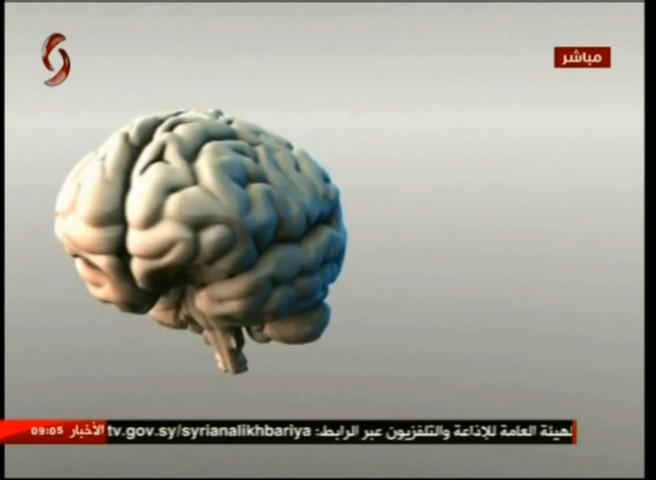 مباشر
لهيئة العامة للإذاعة والتلفزيون عبر الرابط: tv.gov.sy/syrianalikhbariya الأخبار 09:05